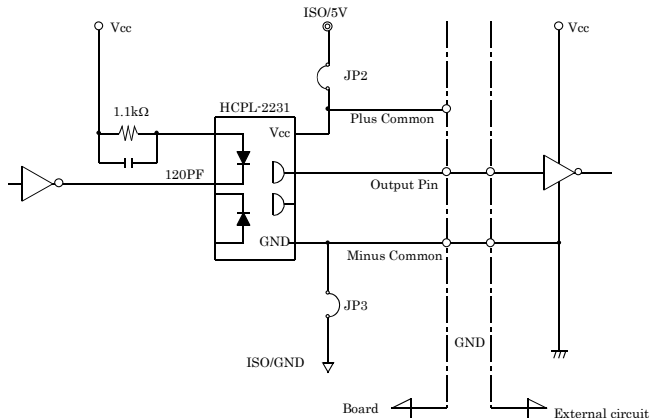 ISO/5V
Vcc
Vcc
JP2
1.1kΩ
HCPL-2231
Vcc
Plus Common
120PF
Output Pin
GND
Minus Common
JP3
GND
ISO/GND
Board
External circuit